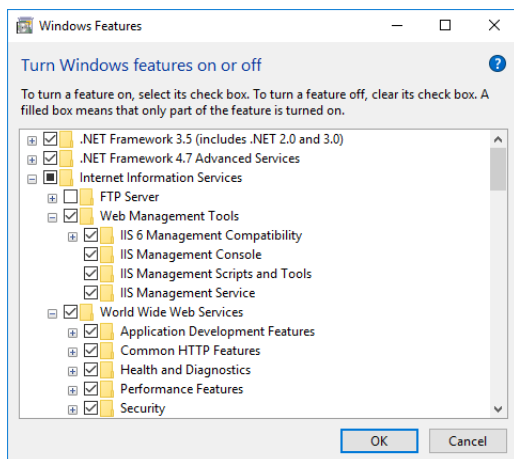 Windows Features
Turn Windows features on or off
?
To turn a feature on, select its check box. To turn a feature off, clear its check box. A
filled box means that only part of the feature is turned on.
.NET Framework 3.5 (includes .NET 2.0 and 3.0)
.NET Framework 4.7 Advanced Services
Internet Information Services
FTP Server
Web Management Tools
IIS 6 Management Compatibility
IIS Management Console
IIS Management Scripts and Tools
IIS Management Service
World Wide Web Services
Application Development Features
Common HTTP Features
Health and Diagnostics
Performance Features
Security
OK Cancel